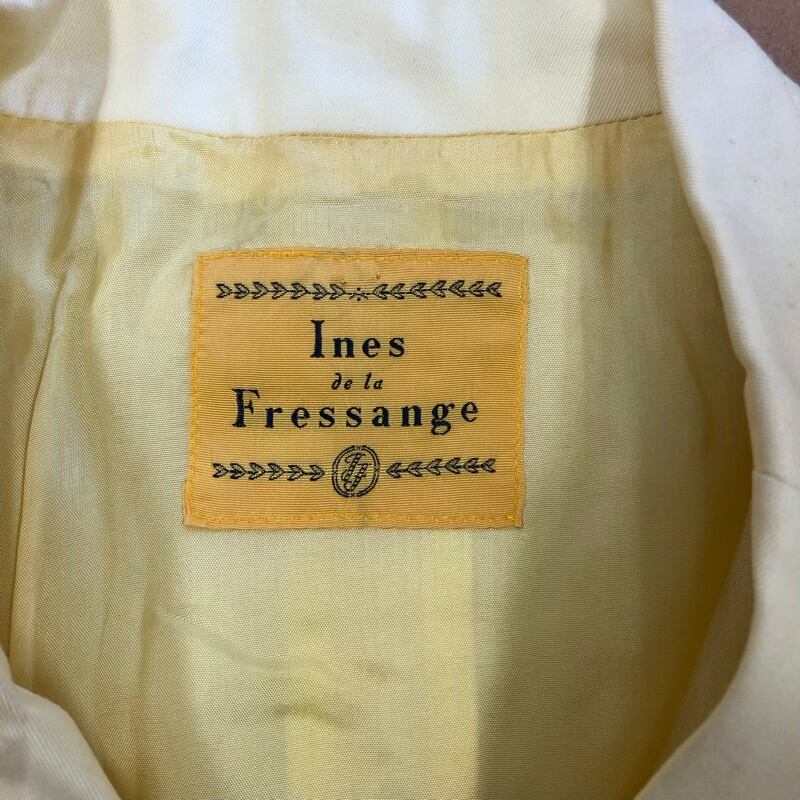 Ines
de la
Fressange